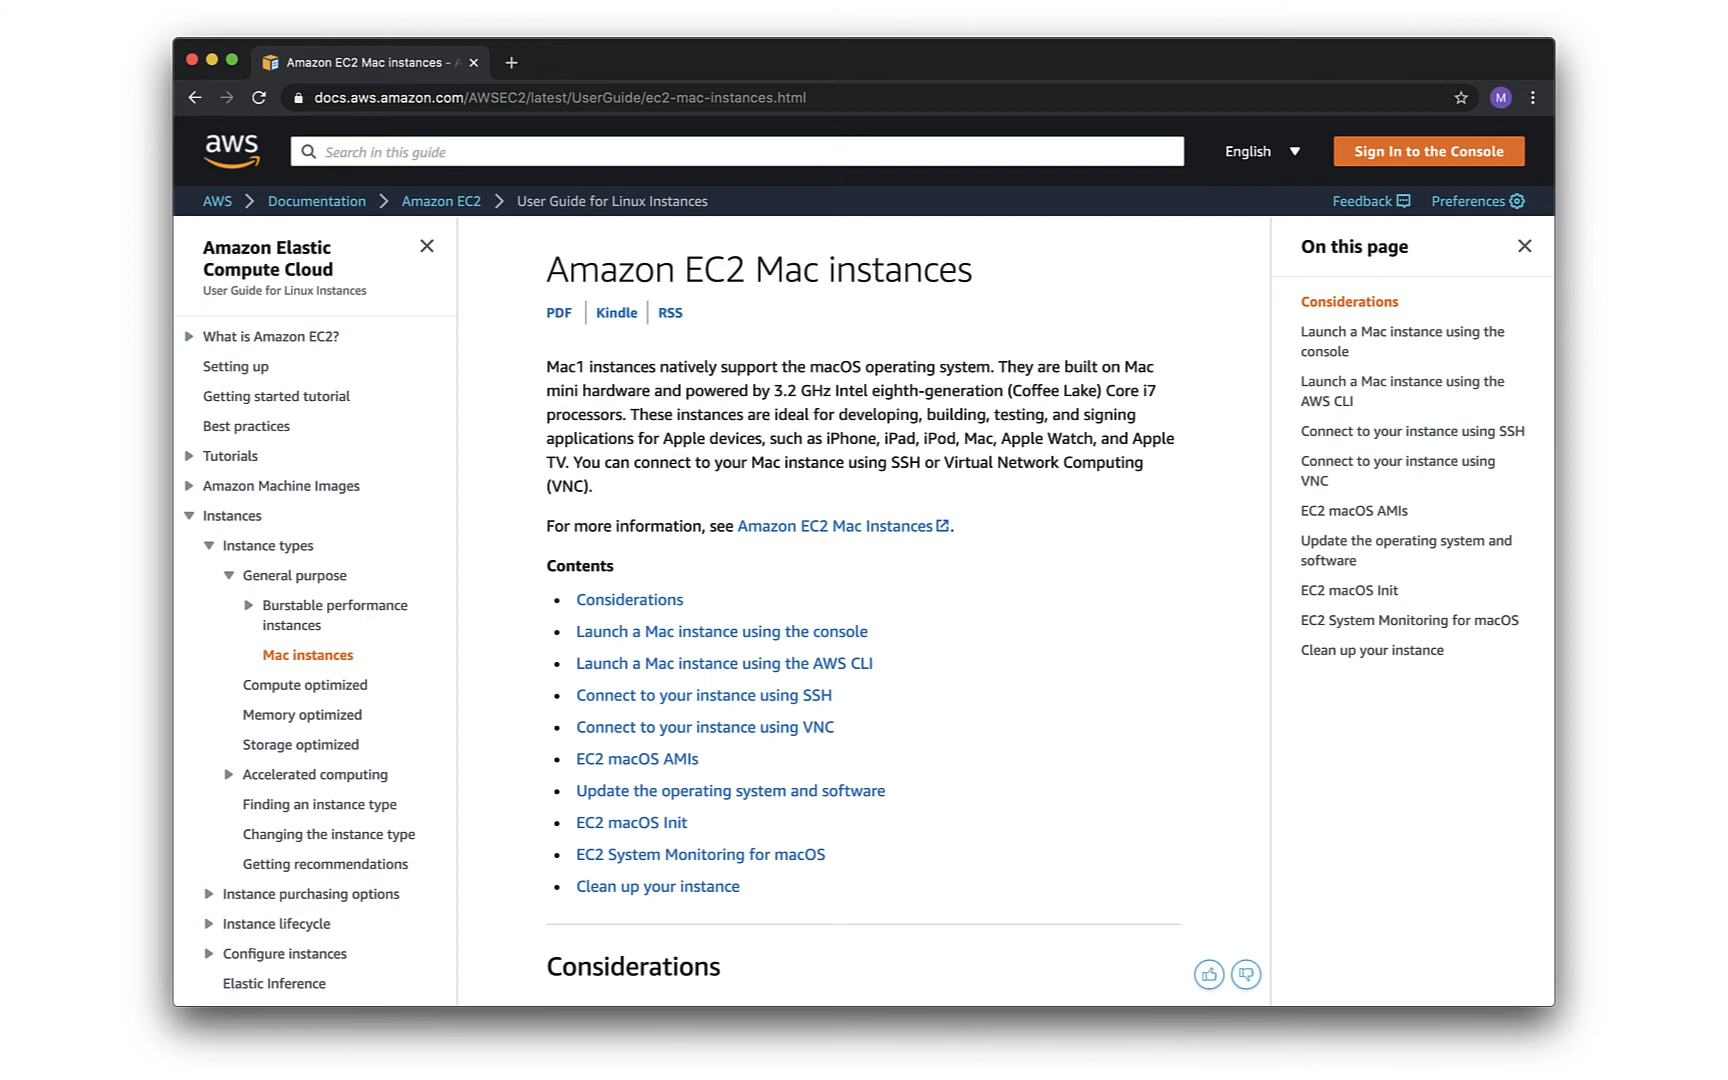 Amazon EC2 Mac instances -
docs.aws.amazon.com/AWSEC2/latest/UserGuide/ec2-mac-instances.html
M
aws
Search in this guide
English
Sign In to the Console
AWS
Documentation
Amazon EC2
User Guide for Linux Instances
Feedback
Preferences
Amazon Elastic
Compute Cloud
User Guide for Linux Instances
What is Amazon EC2?
Setting up
Getting started tutorial
Best practices
Tutorials
Amazon Machine Images
Instances
Instance types
General purpose
Burstable performance
instances
Mac instances
Compute optimized
Memory optimized
Storage optimized
Accelerated computing
Finding an instance type
Changing the instance type
Getting recommendations
Instance purchasing options
Instance lifecycle
Configure instances
Elastic Inference
Amazon EC2 Mac instances
PDF
Kindle
RSS
Mac1 instances natively support the macOS operating system. They are built on Mac
mini hardware and powered by 3.2 GHz Intel eighth-generation (Coffee Lake) Core i7
processors. These instances are ideal for developing, building, testing, and signing
applications for Apple devices, such as iPhone, iPad, iPod, Mac, Apple Watch, and Apple
TV. You can connect to your Mac instance using SSH or Virtual Network Computing
(VNC).
For more information, see Amazon EC2 Mac Instances.
Contents
• Considerations
• Launch a Mac instance using the console
• Launch a Mac instance using the AWS CLI
• Connect to your instance using SSH
• Connect to your instance using VNC
• EC2 macOS AMIs
• Update the operating system and software
• EC2 macOS Init
• EC2 System Monitoring for macOS
• Clean up your instance
Considerations
On this page
Considerations
Launch a Mac instance using the
console
Launch a Mac instance using the
AWS CLI
Connect to your instance using SSH
Connect to your instance using
VNC
EC2 macOS AMIs
Update the operating system and
software
EC2 macOS Init
EC2 System Monitoring for macOS
Clean up your instance